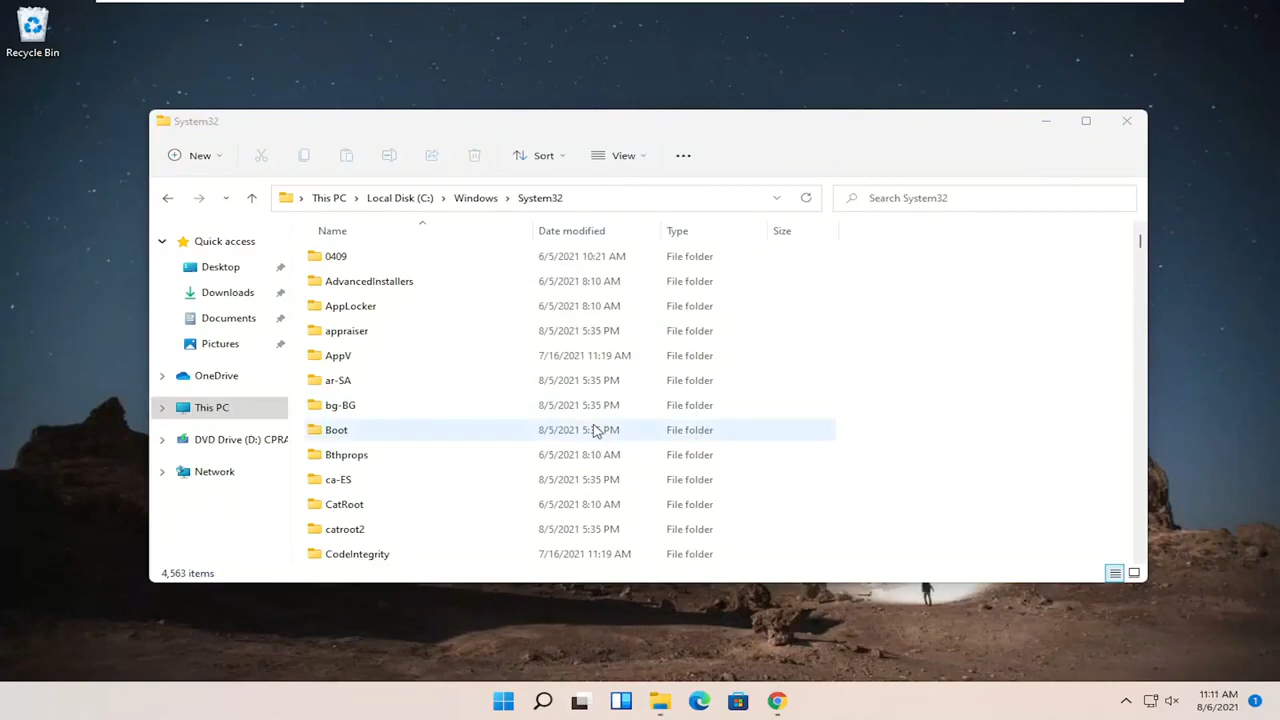 Recycle Bin
System32
New
Sort
View
This PC
Local Disk (C:)
Windows
System32
Search System32
Name
Date modified
Type
Size
Quick access
Desktop
Downloads
Documents
Pictures
OneDrive
This PC
DVD Drive (D:) CPRA
Network
0409 6/5/2021 10:21 AM File folder
AdvancedInstallers 6/5/2021 8:10 AM File folder
AppLocker 6/5/2021 8:10 AM File folder
appraiser 8/5/2021 5:35 PM File folder
AppV 7/16/2021 11:19 AM File folder
ar-SA 8/5/2021 5:35 PM File folder
bg-BG 8/5/2021 5:35 PM File folder
Boot 8/5/2021 PM File folder
Bthprops 6/5/2021 8:10 AM File folder
ca-ES 8/5/2021 5:35 PM File folder
CatRoot 6/5/2021 8:10 AM File folder
catroot2 8/5/2021 5:35 PM File folder
CodeIntegrity 7/16/2021 11:19 AM File folder
4,563 items
11:11 AM
8/6/2021
1